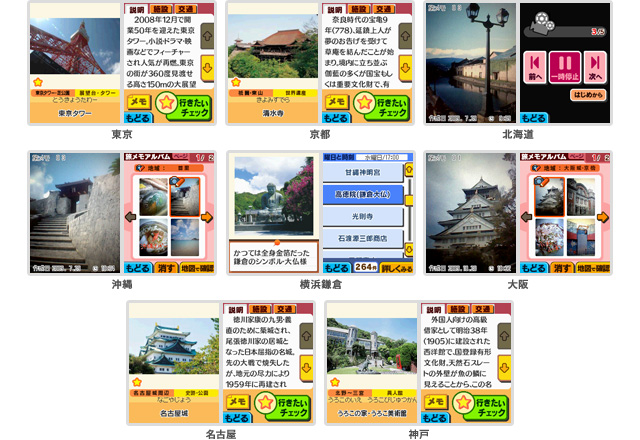 説明 施設 交通
2008年12月で開
業50年を迎えた東京
タワー。小説・ドラマ・映
画などでフィーチャー
され人気が再燃。東京
の街が360度見渡せ
る高さ150mの大展望
東京タワー・芝公園 展望台・タワー
とうきょうたわー
東京タワー
メモ
もどる
行きたい
チェック
東京
説明 施設 交通
奈良時代の宝亀9
年(778)、延鎮上人が
夢のお告げを受けて
草庵を結んだことが始
まり。境内に立ち並ぶ
伽藍の多くが国宝もし
くは重要文化財で、有
祇園・東山 世界遺産
きよみずでら
清水寺
メモ
もどる
行きたい
チェック
京都
3/5
前へ
一時停止
次へ
はじめから
もどる
北海道
旅メモアルバム ページ 1/2
地域:
もどる 消す 地図で確認
沖縄
曜日と時刻 水曜日/17:00
甘縄神明宮
高徳院(鎌倉大仏)
光明寺
石渡源三郎商店
かつては全身金箔だった
鎌倉のシンボル・大仏様
もどる 264件 詳しくみる
横浜鎌倉
旅メモアルバム ページ 1/2
地域:
もどる 消す 地図で確認
大阪
説明 施設 交通
徳川家康の九男・義
直のために築城され、
尾張徳川家の居城と
なった日本屈指の名城。
先の大戦で焼失した
が、地元の尽力により
1959年に再建され
名古屋城周辺 史跡・公園
なごやじょう
名古屋城
メモ
もどる
行きたい
チェック
名古屋
説明 施設 交通
外国人向けの高級
借家として明治38年
(1905)に建設された
西洋館で、国登録有形
文化財。天然石スレー
トの外壁が魚の鱗に
見えることから、この名
北野〜三宮 異人館
うろこのいえ うろこびじゅつかん
うろこの家・うろこ美術館
メモ
もどる
行きたい
チェック
神戸